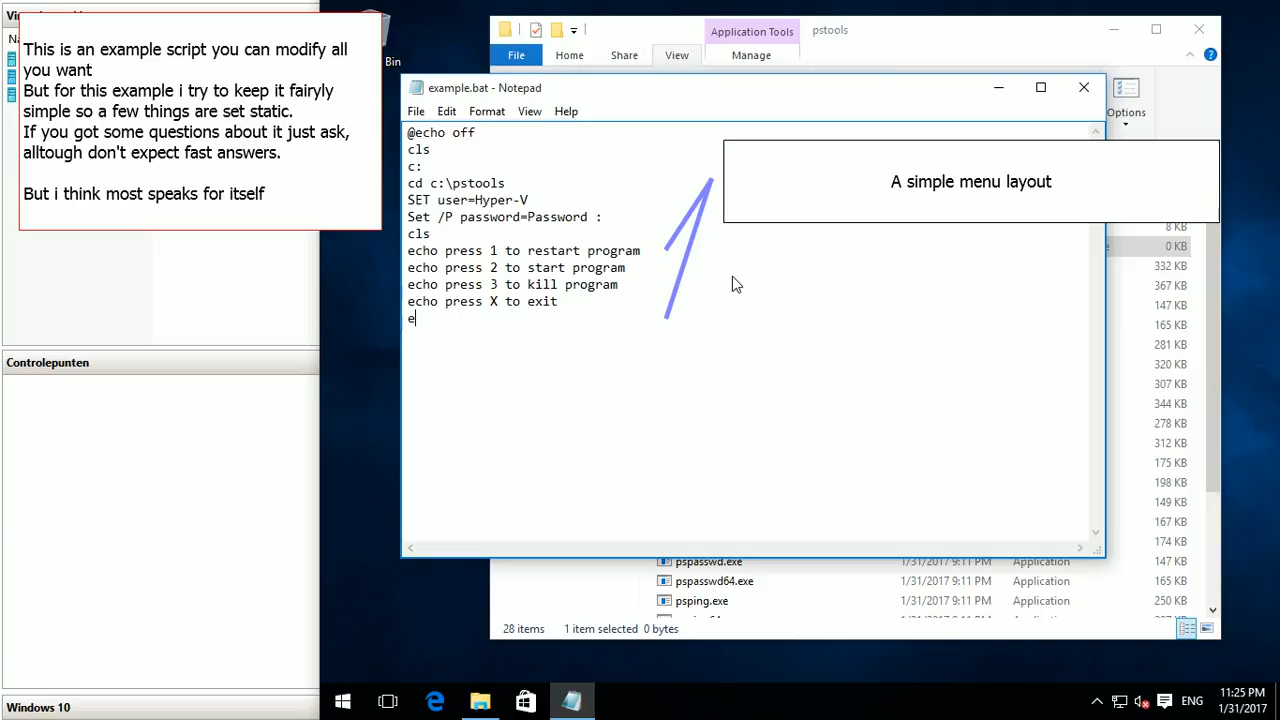 This is an example script you can modify all
you want
But for this example i try to keep it fairyly
simple so a few things are set static.
If you got some questions about it just ask,
alltough don't expect fast answers.
But i think most speaks for itself
Bin
Application Tools
pstools
File
Home
Share
View
Manage
Options
example.bat - Notepad
File
Edit
Format
View
Help
@echo off
cls
c:
cd c:\pstools
SET user=Hyper-V
Set /P password=Password :
cls
echo press 1 to restart program
echo press 2 to start program
echo press 3 to kill program
echo press X to exit
e
A simple menu layout
8 KB
0 KB
332 KB
367 KB
147 KB
165 KB
281 KB
320 KB
307 KB
344 KB
278 KB
312 KB
175 KB
198 KB
149 KB
167 KB
174 KB
pspasswd.exe 1/31/2017 9:11 PM Application 147 KB
pspasswd64.exe 1/31/2017 9:11 PM Application 165 KB
psping.exe 1/31/2017 9:11 PM Application 250 KB
28 items 1 item selected 0 bytes
Controlepunten
Windows 10
ENG
11:25 PM
1/31/2017